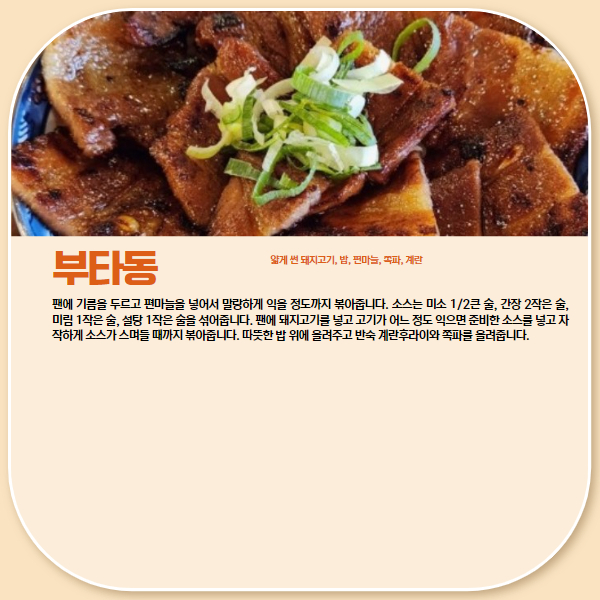 부타동
얇게 썬 돼지고기, 밥, 편마늘, 쪽파, 계란
팬에 기름을 두르고 편마늘을 넣어서 말랑하게 익을 정도까지 볶아줍니다. 소스는 미소 1/2큰 술, 간장 2작은 술,
미림 1작은 술, 설탕 1작은 술을 섞어줍니다. 팬에 돼지고기를 넣고 고기가 어느 정도 익으면 준비한 소스를 넣고 자
작하게 소스가 스며들 때까지 볶아줍니다. 따뜻한 밥 위에 올려주고 반숙 계란후라이와 쪽파를 올려줍니다.